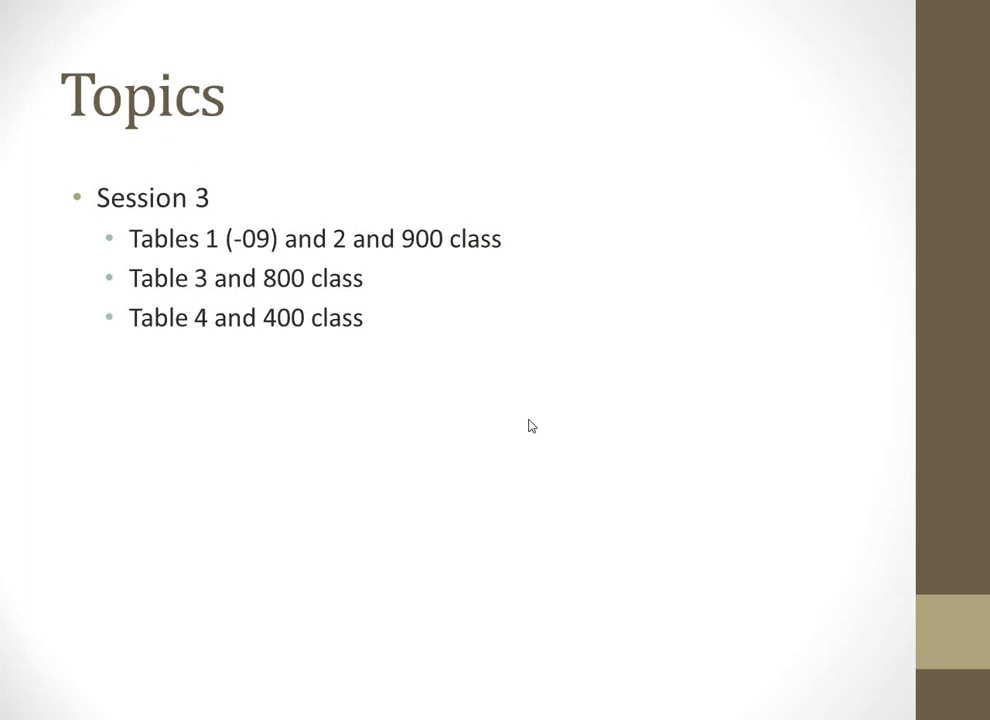 Topics
Session 3
Tables 1 (-09) and 2 and 900 class
Table 3 and 800 class
Table 4 and 400 class